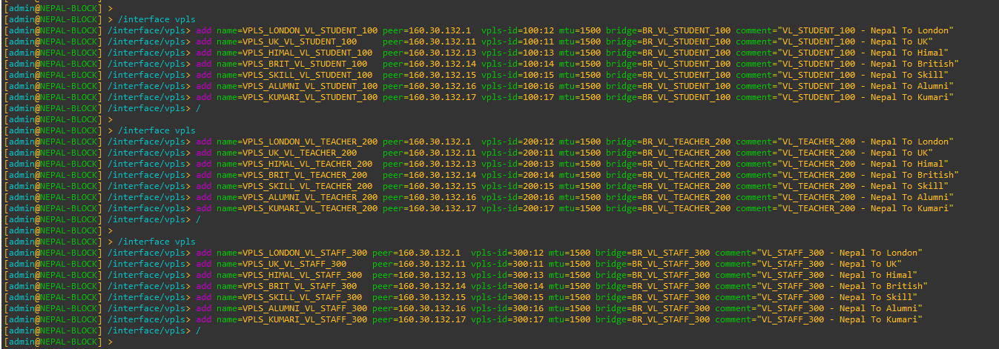 [admin@NEPAL-BLOCK] >
[admin@NEPAL-BLOCK] > /interface vpls
[admin@NEPAL-BLOCK] /interface/vpls> add name=VPLS_LONDON_VL_STUDENT_100 peer=160.30.132.1  vpls-id=100:12 mtu=1500 bridge=BR_VL_STUDENT_100 comment="VL_STUDENT_100 - Nepal To London"
[admin@NEPAL-BLOCK] /interface/vpls> add name=VPLS_UK_VL_STUDENT_100     peer=160.30.132.11 vpls-id=100:11 mtu=1500 bridge=BR_VL_STUDENT_100 comment="VL_STUDENT_100 - Nepal To UK"
[admin@NEPAL-BLOCK] /interface/vpls> add name=VPLS_HIMAL_VL_STUDENT_100  peer=160.30.132.13 vpls-id=100:13 mtu=1500 bridge=BR_VL_STUDENT_100 comment="VL_STUDENT_100 - Nepal To Himal"
[admin@NEPAL-BLOCK] /interface/vpls> add name=VPLS_BRIT_VL_STUDENT_100   peer=160.30.132.14 vpls-id=100:14 mtu=1500 bridge=BR_VL_STUDENT_100 comment="VL_STUDENT_100 - Nepal To British"
[admin@NEPAL-BLOCK] /interface/vpls> add name=VPLS_SKILL_VL_STUDENT_100  peer=160.30.132.15 vpls-id=100:15 mtu=1500 bridge=BR_VL_STUDENT_100 comment="VL_STUDENT_100 - Nepal To Skill"
[admin@NEPAL-BLOCK] /interface/vpls> add name=VPLS_ALUMNI_VL_STUDENT_100 peer=160.30.132.16 vpls-id=100:16 mtu=1500 bridge=BR_VL_STUDENT_100 comment="VL_STUDENT_100 - Nepal To Alumni"
[admin@NEPAL-BLOCK] /interface/vpls> add name=VPLS_KUMARI_VL_STUDENT_100 peer=160.30.132.17 vpls-id=100:17 mtu=1500 bridge=BR_VL_STUDENT_100 comment="VL_STUDENT_100 - Nepal To Kumari"
[admin@NEPAL-BLOCK] /interface/vpls> /
[admin@NEPAL-BLOCK] >
[admin@NEPAL-BLOCK] > /interface vpls
[admin@NEPAL-BLOCK] /interface/vpls> add name=VPLS_LONDON_VL_TEACHER_200 peer=160.30.132.1  vpls-id=200:12 mtu=1500 bridge=BR_VL_TEACHER_200 comment="VL_TEACHER_200 - Nepal To London"
[admin@NEPAL-BLOCK] /interface/vpls> add name=VPLS_UK_VL_TEACHER_200     peer=160.30.132.11 vpls-id=200:11 mtu=1500 bridge=BR_VL_TEACHER_200 comment="VL_TEACHER_200 - Nepal To UK"
[admin@NEPAL-BLOCK] /interface/vpls> add name=VPLS_HIMAL_VL_TEACHER_200  peer=160.30.132.13 vpls-id=200:13 mtu=1500 bridge=BR_VL_TEACHER_200 comment="VL_TEACHER_200 - Nepal To Himal"
[admin@NEPAL-BLOCK] /interface/vpls> add name=VPLS_BRIT_VL_TEACHER_200   peer=160.30.132.14 vpls-id=200:14 mtu=1500 bridge=BR_VL_TEACHER_200 comment="VL_TEACHER_200 - Nepal To British"
[admin@NEPAL-BLOCK] /interface/vpls> add name=VPLS_SKILL_VL_TEACHER_200  peer=160.30.132.15 vpls-id=200:15 mtu=1500 bridge=BR_VL_TEACHER_200 comment="VL_TEACHER_200 - Nepal To Skill"
[admin@NEPAL-BLOCK] /interface/vpls> add name=VPLS_ALUMNI_VL_TEACHER_200 peer=160.30.132.16 vpls-id=200:16 mtu=1500 bridge=BR_VL_TEACHER_200 comment="VL_TEACHER_200 - Nepal To Alumni"
[admin@NEPAL-BLOCK] /interface/vpls> add name=VPLS_KUMARI_VL_TEACHER_200 peer=160.30.132.17 vpls-id=200:17 mtu=1500 bridge=BR_VL_TEACHER_200 comment="VL_TEACHER_200 - Nepal To Kumari"
[admin@NEPAL-BLOCK] /interface/vpls> /
[admin@NEPAL-BLOCK] >
[admin@NEPAL-BLOCK] > /interface vpls
[admin@NEPAL-BLOCK] /interface/vpls> add name=VPLS_LONDON_VL_STAFF_300 peer=160.30.132.1  vpls-id=300:12 mtu=1500 bridge=BR_VL_STAFF_300 comment="VL_STAFF_300 - Nepal To London"
[admin@NEPAL-BLOCK] /interface/vpls> add name=VPLS_UK_VL_STAFF_300     peer=160.30.132.11 vpls-id=300:11 mtu=1500 bridge=BR_VL_STAFF_300 comment="VL_STAFF_300 - Nepal To UK"
[admin@NEPAL-BLOCK] /interface/vpls> add name=VPLS_HIMAL_VL_STAFF_300  peer=160.30.132.13 vpls-id=300:13 mtu=1500 bridge=BR_VL_STAFF_300 comment="VL_STAFF_300 - Nepal To Himal"
[admin@NEPAL-BLOCK] /interface/vpls> add name=VPLS_BRIT_VL_STAFF_300   peer=160.30.132.14 vpls-id=300:14 mtu=1500 bridge=BR_VL_STAFF_300 comment="VL_STAFF_300 - Nepal To British"
[admin@NEPAL-BLOCK] /interface/vpls> add name=VPLS_SKILL_VL_STAFF_300  peer=160.30.132.15 vpls-id=300:15 mtu=1500 bridge=BR_VL_STAFF_300 comment="VL_STAFF_300 - Nepal To Skill"
[admin@NEPAL-BLOCK] /interface/vpls> add name=VPLS_ALUMNI_VL_STAFF_300 peer=160.30.132.16 vpls-id=300:16 mtu=1500 bridge=BR_VL_STAFF_300 comment="VL_STAFF_300 - Nepal To Alumni"
[admin@NEPAL-BLOCK] /interface/vpls> add name=VPLS_KUMARI_VL_STAFF_300 peer=160.30.132.17 vpls-id=300:17 mtu=1500 bridge=BR_VL_STAFF_300 comment="VL_STAFF_300 - Nepal To Kumari"
[admin@NEPAL-BLOCK] /interface/vpls> /
[admin@NEPAL-BLOCK] >